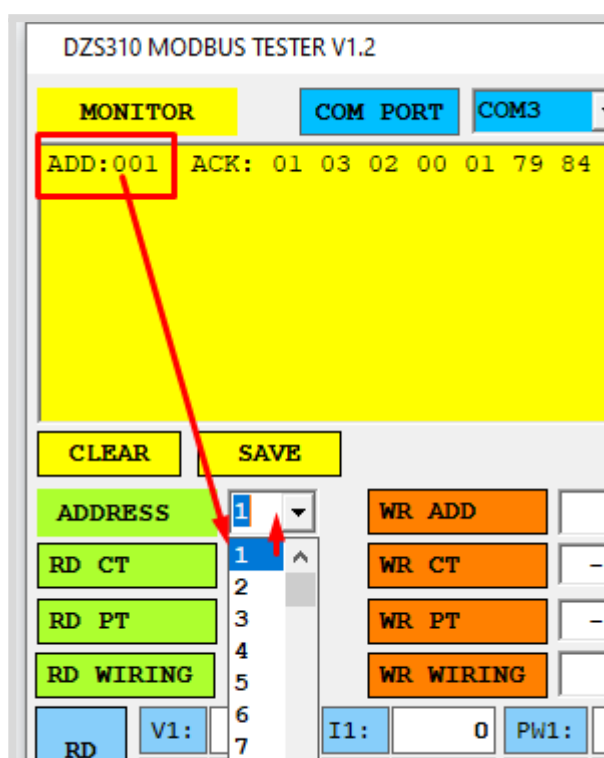 DZS310 MODBUS TESTER V1.2
MONITOR COM PORT COM3
ADD:001 ACK: 01 03 02 00 01 79 84
CLEAR SAVE
ADDRESS 1 WR ADD
1
RD CT WR CT -
2
RD PT 3 WR PT -
4
RD WIRING 5 WR WIRING
6
RD V1: I1: 0 PW1:
7